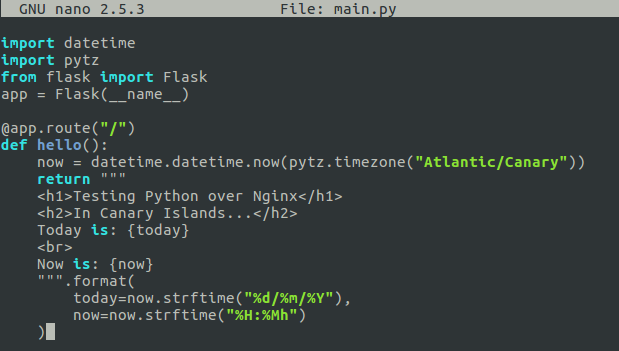 GNU nano 2.5.3 File: main.py
import datetime
import pytz
from flask import Flask
app = Flask(__name__)
@app.route("/")
def hello():
    now = datetime.datetime.now(pytz.timezone("Atlantic/Canary"))
    return """
    <h1>Testing Python over Nginx</h1>
    <h2>In Canary Islands...</h2>
    Today is: {today}
    <br>
    Now is: {now}
    """.format(
        today=now.strftime("%d/%m/%Y"),
        now=now.strftime("%H:%Mh")
    )